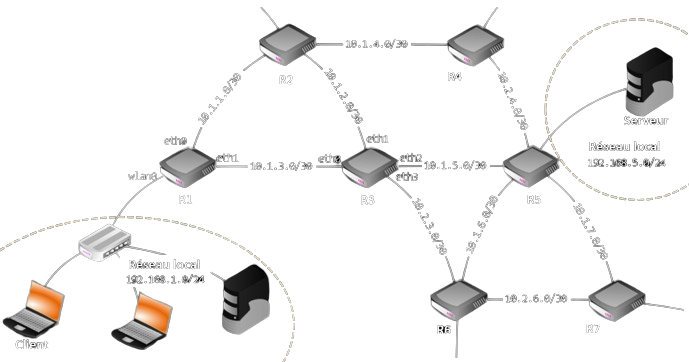 10.1.4.0/30
R2
R4
10.1.1.0/30
10.1.2.0/30
10.2.4.0/30
Serveur
Réseau local
192.168.5.0/24
eth0
eth1
eth1
10.1.3.0/30
eth0
eth2
10.1.5.0/30
eth3
wlan0
R1
R3
R5
10.2.3.0/30
10.1.6.0/30
10.1.7.0/30
Réseau local
192.168.1.0/24
10.2.6.0/30
Client
R6
R7